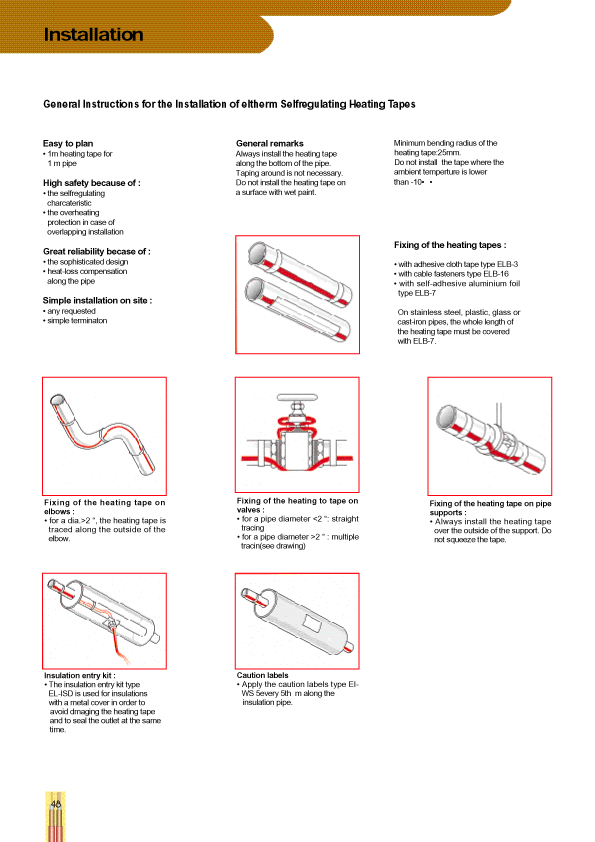 Installation
General Instructions for the Installation of eltherm Selfregulating Heating Tapes
Easy to plan
• 1m heating tape for
1 m pipe
High safety because of :
• the selfregulating
charcateristic
• the overheating
protection in case of
overlapping installation
Great reliability becase of :
• the sophisticated design
• heat-loss compensation
along the pipe
Simple installation on site :
• any requested
• simple terminaton
General remarks
Always install the heating tape
along the bottom of the pipe.
Taping around is not necessary.
Do not install the heating tape on
a surface with wet paint.
Minimum bending radius of the
heating tape:25mm.
Do not install the tape where the
ambient temperture is lower
than -10• •
Fixing of the heating tapes :
• with adhesive cloth tape type ELB-3
• with cable fasteners type ELB-16
• with self-adhesive aluminium foil
type ELB-7
On stainless steel, plastic, glass or
cast-iron pipes, the whole length of
the heating tape must be covered
with ELB-7.
Fixing of the heating tape on
elbows :
• for a dia.>2 ", the heating tape is
traced along the outside of the
elbow.
Fixing of the heating to tape on
valves :
• for a pipe diameter <2 ": straight
tracing
• for a pipe diameter >2 " : multiple
tracin(see drawing)
Fixing of the heating tape on pipe
supports :
• Always install the heating tape
over the outside of the support. Do
not squeeze the tape.
Insulation entry kit :
• The insulation entry kit type
EL-ISD is used for insulations
with a metal cover in order to
avoid dmaging the heating tape
and to seal the outlet at the same
time.
Caution labels
• Apply the caution labels type El-
WS 5every 5th m along the
insulation pipe.
48